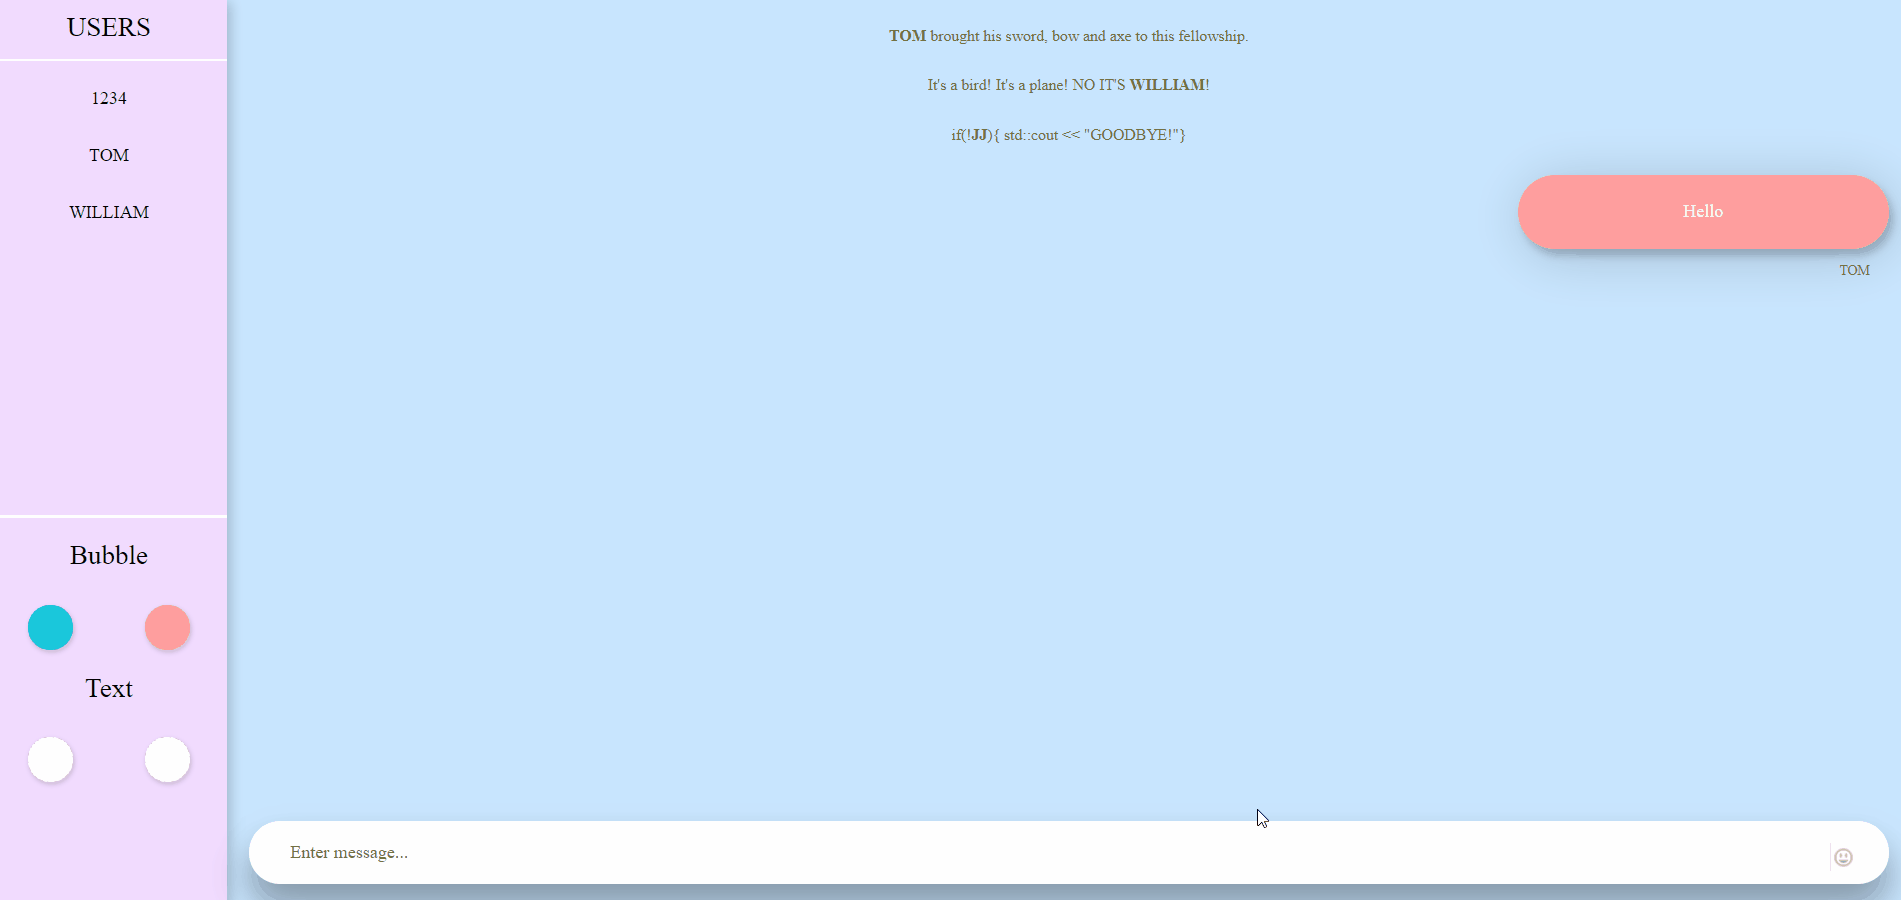 USERS
1234
TOM
WILLIAM
Bubble
Text
TOM brought his sword, bow and axe to this fellowship.
It's a bird! It's a plane! NO IT'S WILLIAM!
if(!JJ){ std::cout << "GOODBYE!"}
Hello
TOM
Enter message...